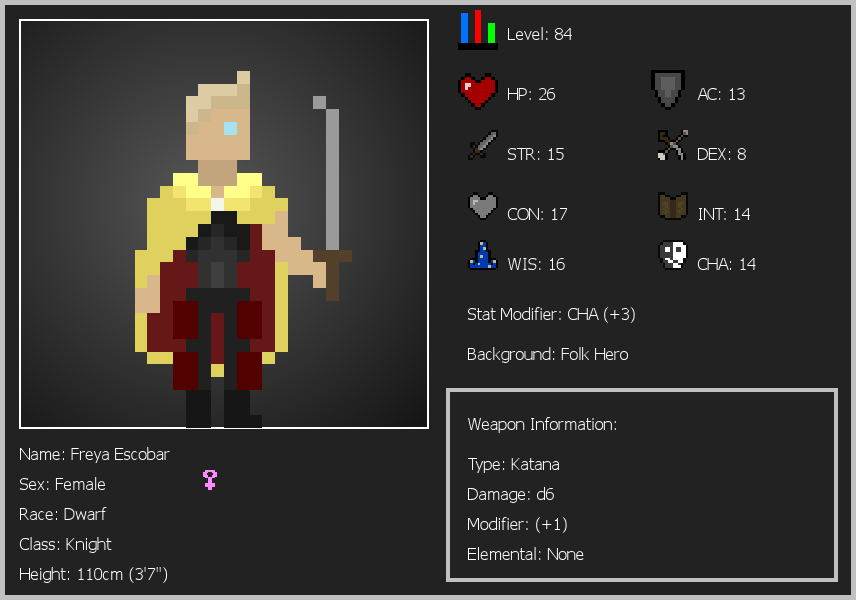 Level: 84
HP: 26
AC: 13
STR: 15
DEX: 8
CON: 17
INT: 14
WIS: 16
CHA: 14
Stat Modifier: CHA (+3)
Background: Folk Hero
Weapon Information:
Type: Katana
Damage: d6
Modifier: (+1)
Elemental: None
Name: Freya Escobar
Sex: Female
Race: Dwarf
Class: Knight
Height: 110cm (3'7")